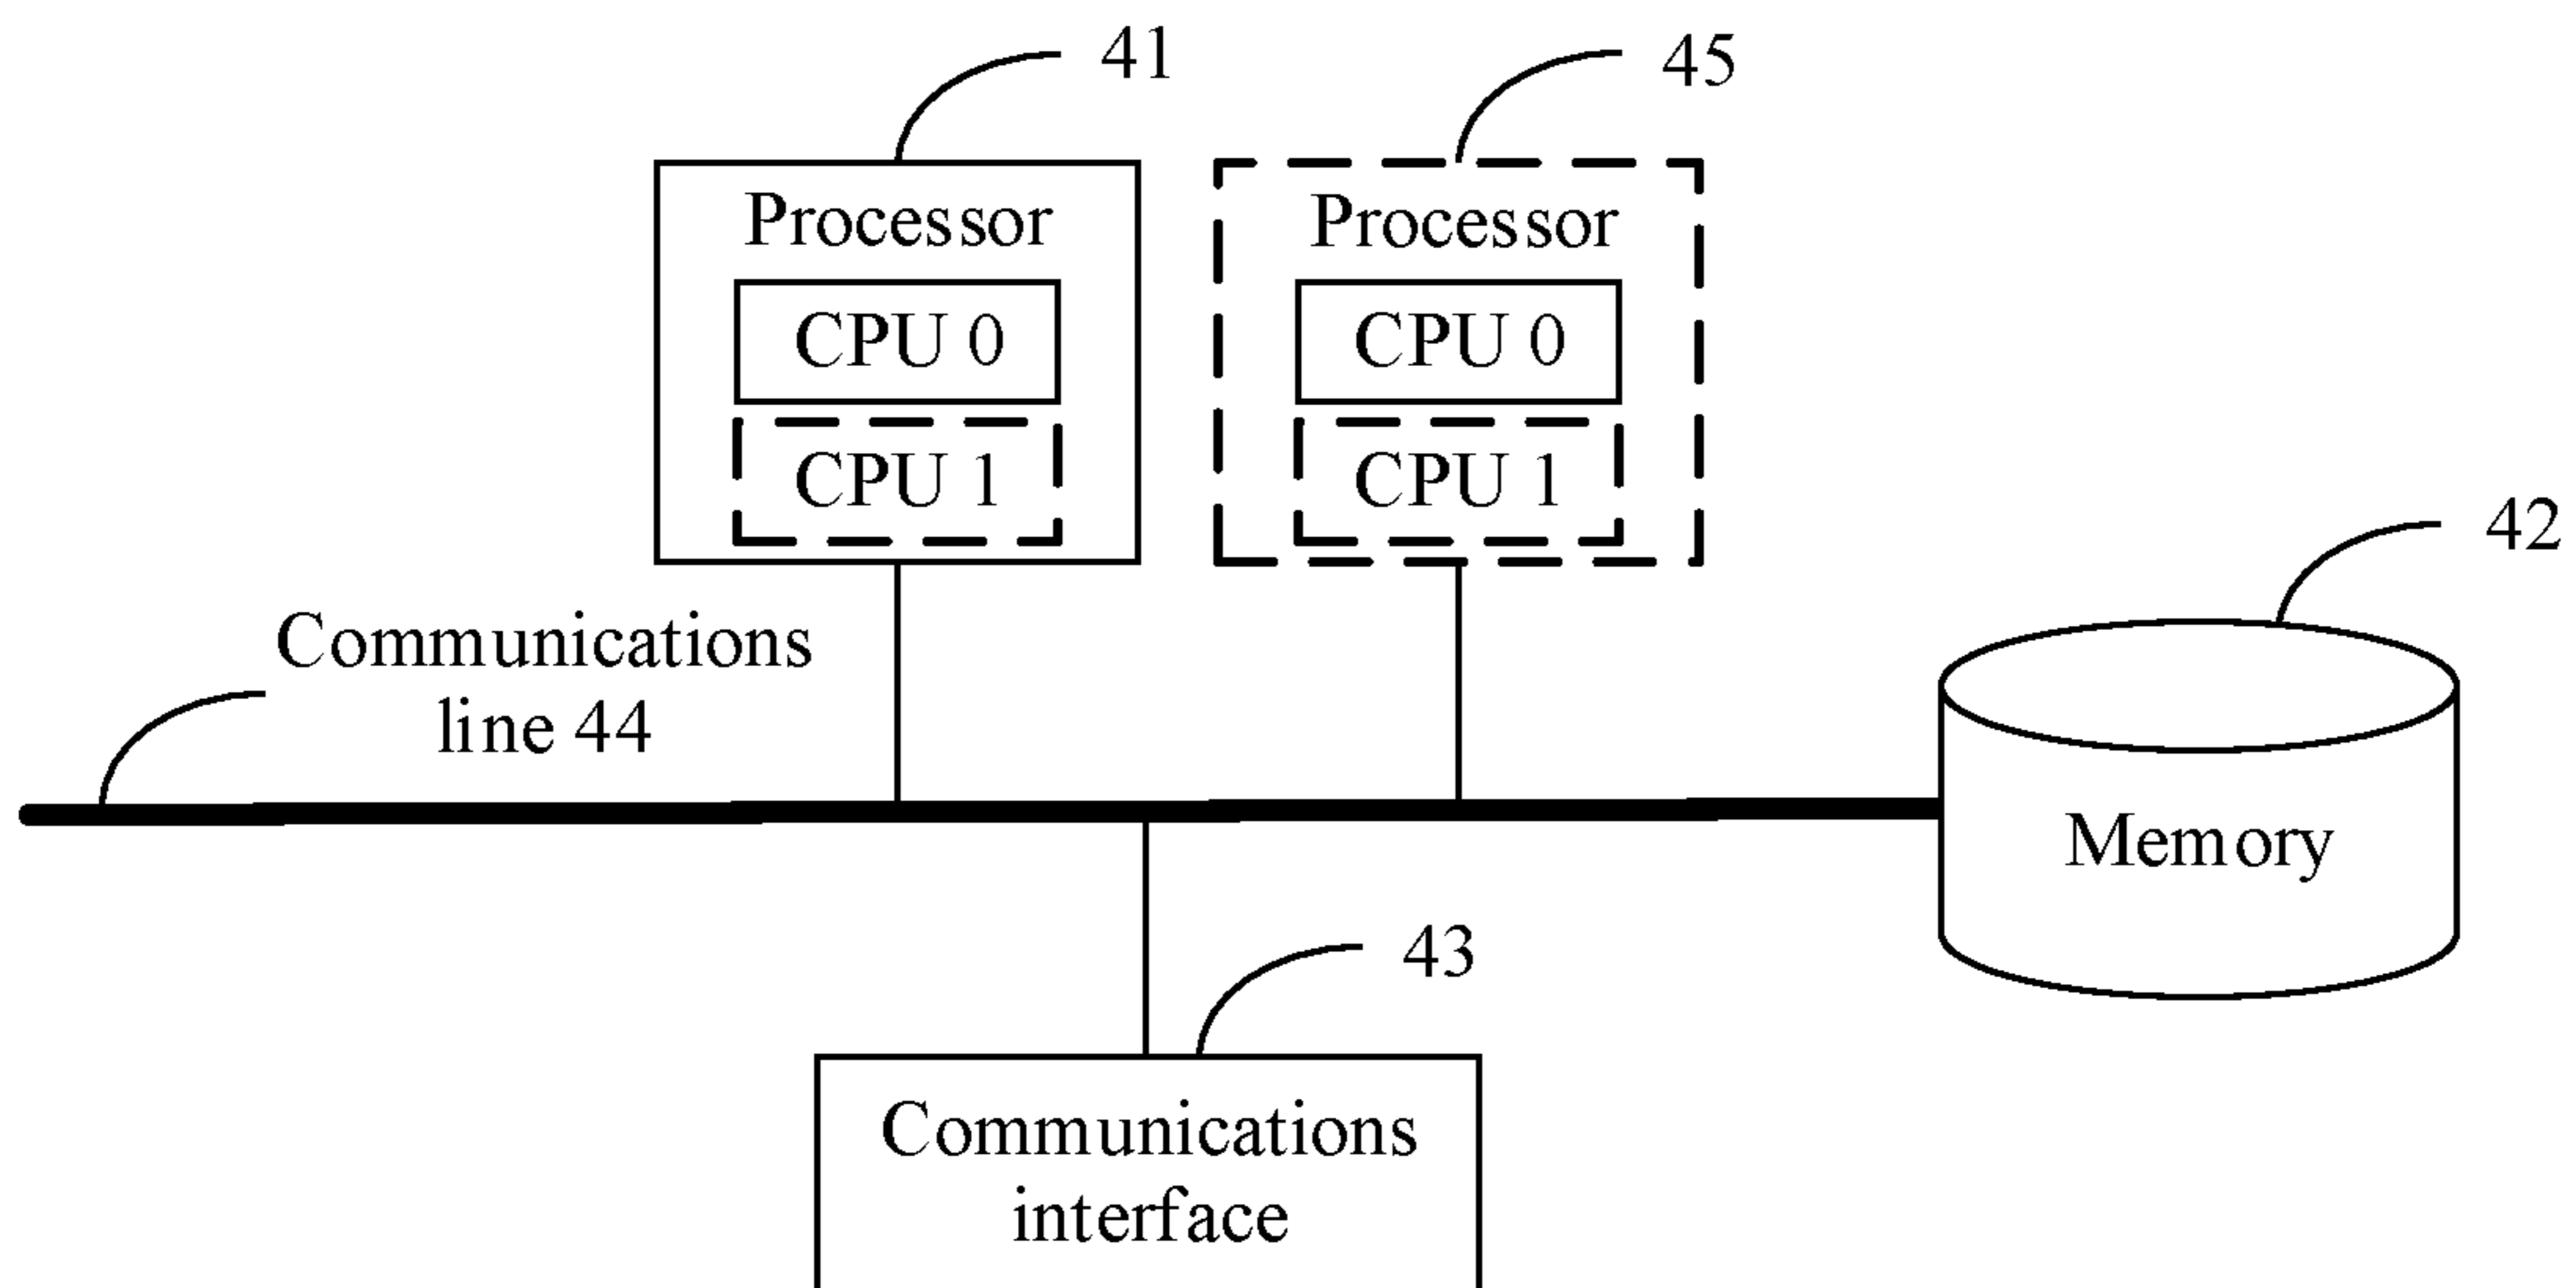 41
45
Processor
Processor
CPU 0
CPU 0
CPU 1
CPU 1
42
Communications
line 44
Memory
43
Communications
interface